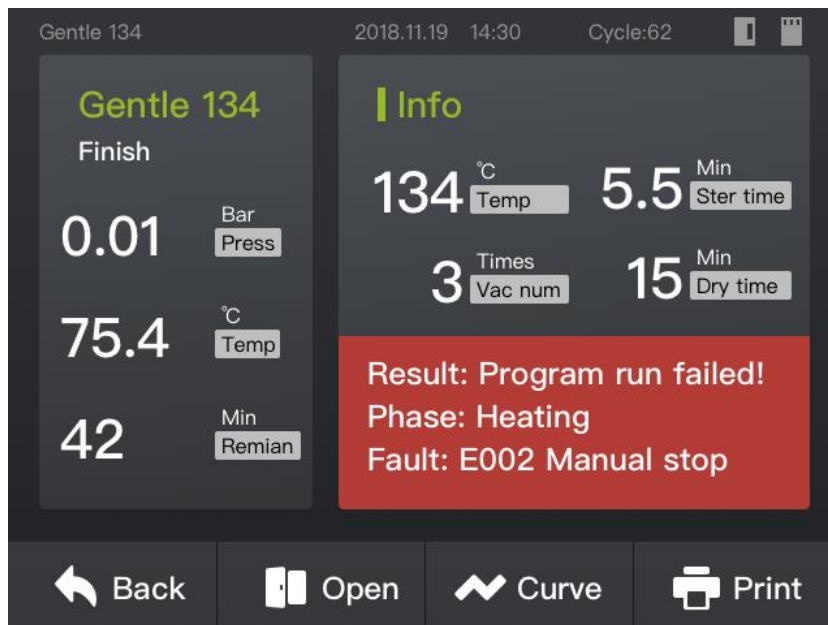 Gentle 134 2018.11.19 14:30 Cycle:62
Gentle 134
Finish
0.01 Bar Press
75.4 °C Temp
42 Min Remian
Info
134 °C Temp 5.5 Min Ster time
3 Times Vac num 15 Min Dry time
Result: Program run failed!
Phase: Heating
Fault: E002 Manual stop
Back Open Curve Print